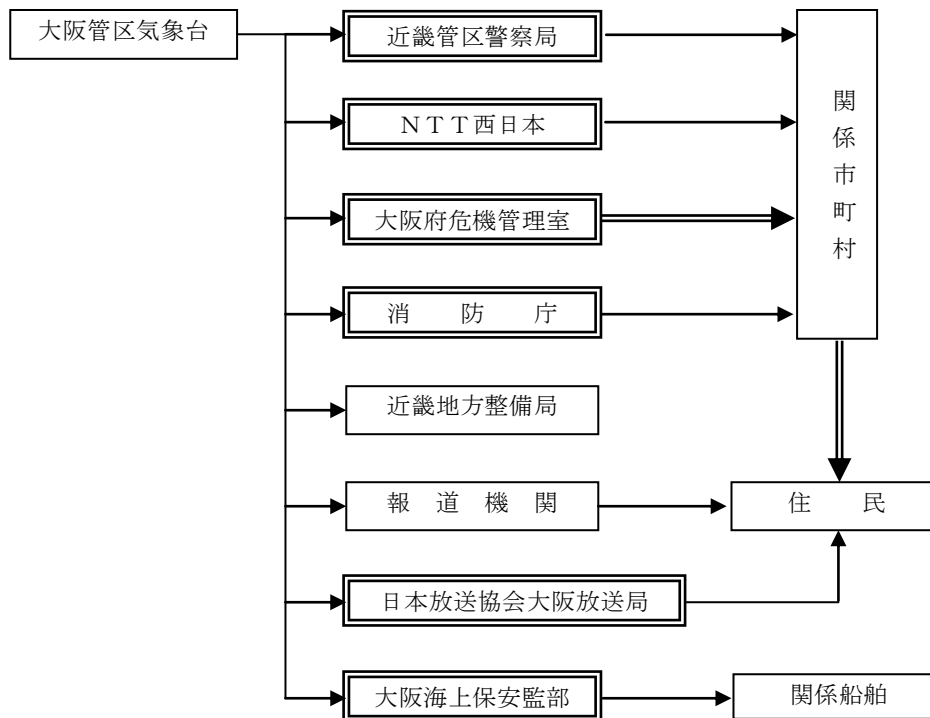 大阪管区気象台
近畿管区警察局
ＮＴＴ西日本
大阪府危機管理室
消　防　庁
近畿地方整備局
報　道　機　関
日本放送協会大阪放送局
大阪海上保安監部
関係市町村
住　民
関係船舶